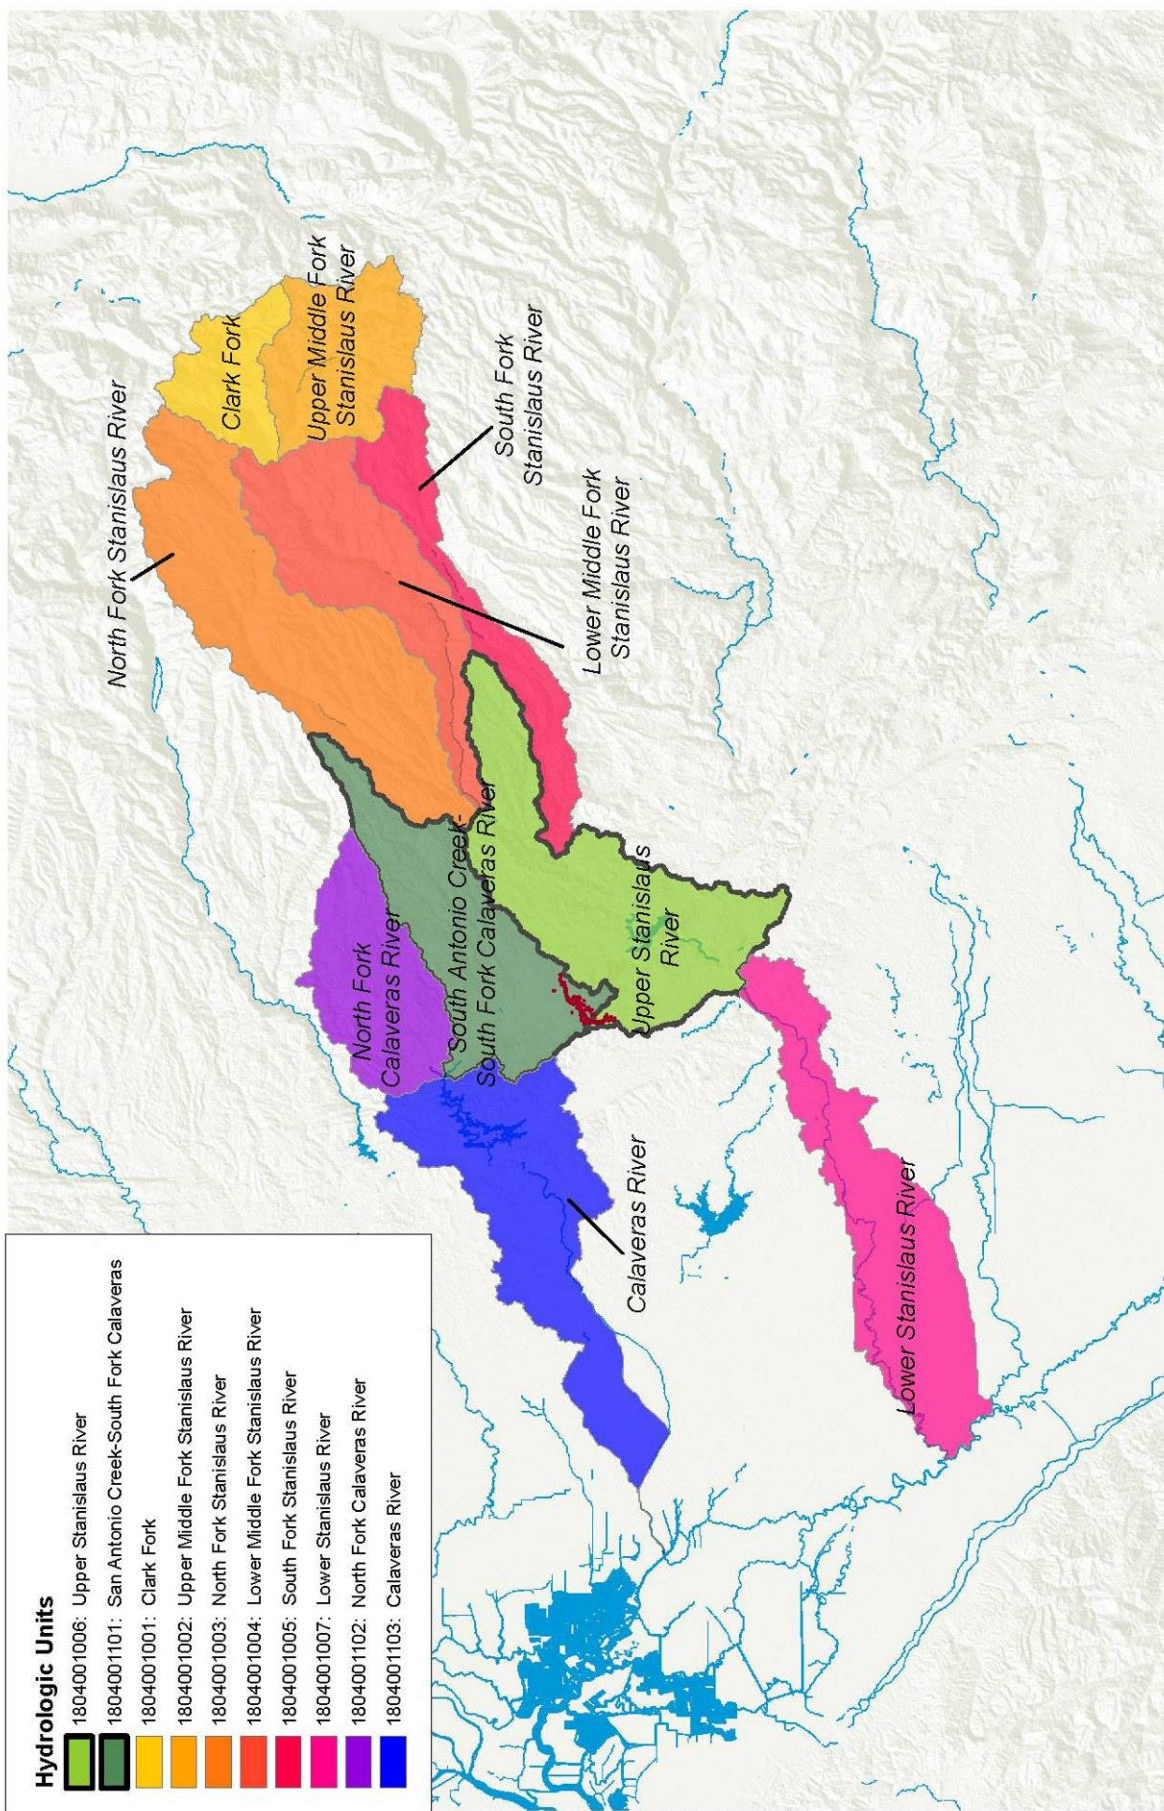 Hydrologic Units
1804001006: Upper Stanislaus River
1804001101: San Antonio Creek-South Fork Calaveras
1804001001: Clark Fork
1804001002: Upper Middle Fork Stanislaus River
1804001003: North Fork Stanislaus River
1804001004: Lower Middle Fork Stanislaus River
1804001005: South Fork Stanislaus River
1804001007: Lower Stanislaus River
1804001102: North Fork Calaveras River
1804001103: Calaveras River
North Fork Stanislaus River
Clark Fork
Upper Middle Fork
Stanislaus River
South Fork
Stanislaus River
Lower Middle Fork
Stanislaus River
North Fork
Calaveras River
South Antonio Creek-
South Fork Calaveras River
Upper Stanislaus
River
Calaveras River
Lower Stanislaus River